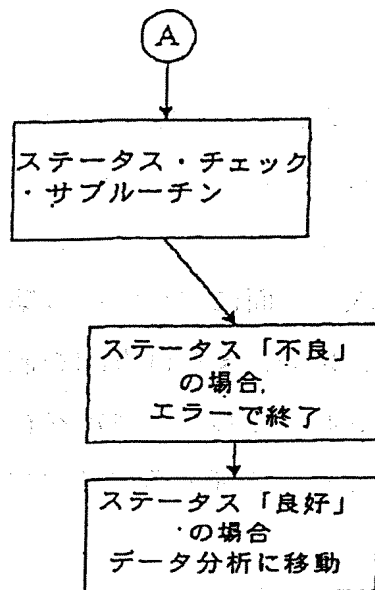 A
ステータス・チェック
・サブルーチン
ステータス「不良」
の場合,
エラーで終了
ステータス「良好」
の場合
データ分析に移動